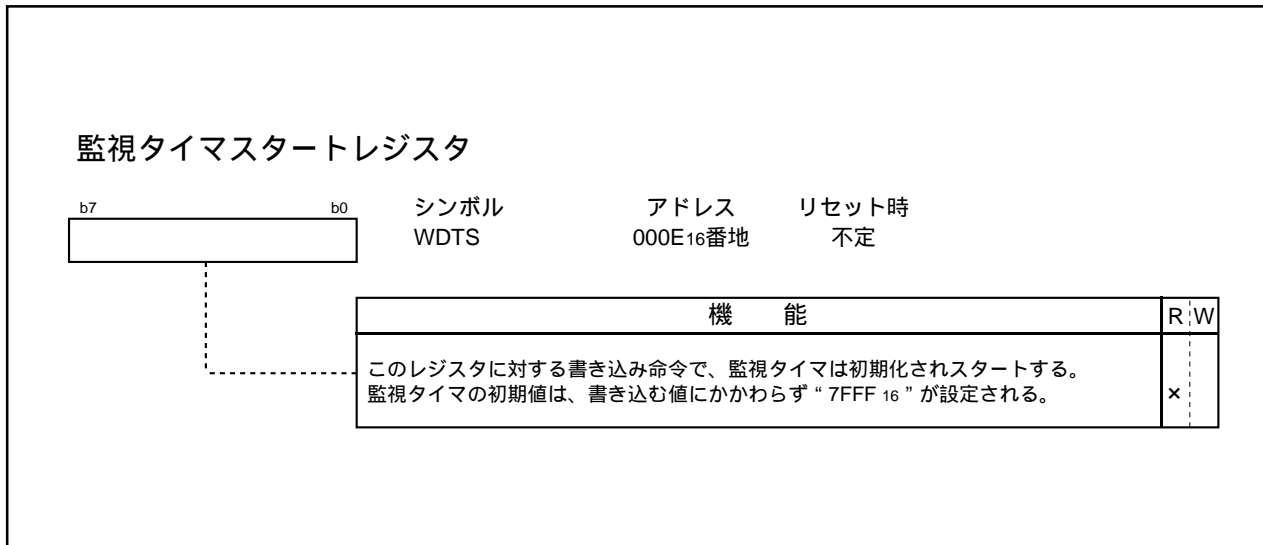 監視タイマスタートレジスタ
b7 b0 シンボル アドレス リセット時
WDTS 000E16番地 不定
機 能 R W
このレジスタに対する書き込み命令で、監視タイマは初期化されスタートする。
監視タイマの初期値は、書き込む値にかかわらず“7FFF 16”が設定される。 ×